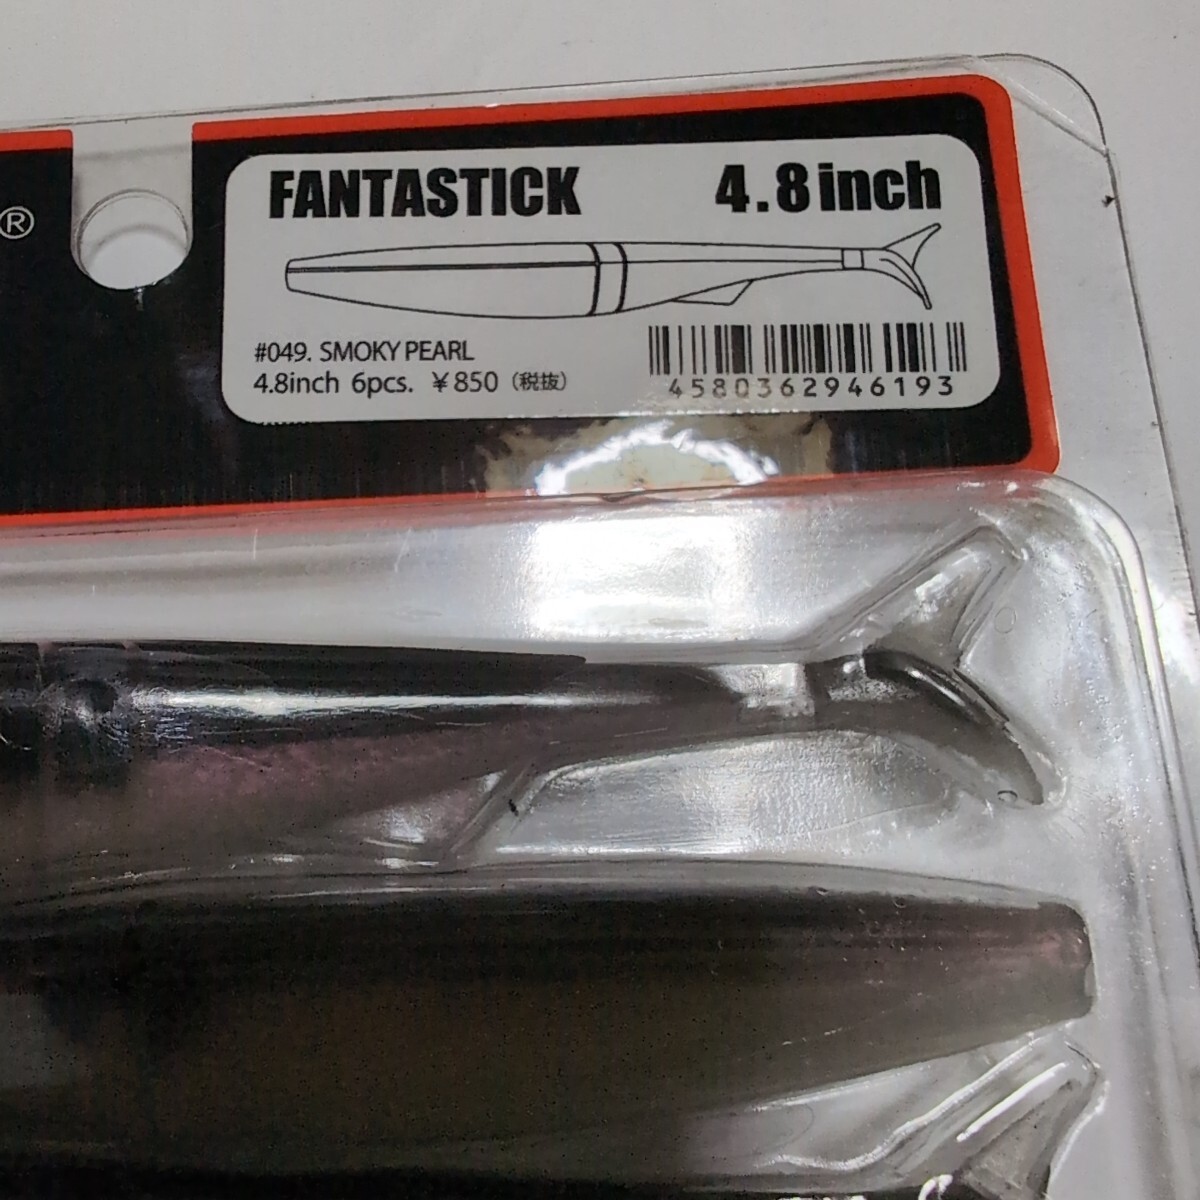 ®
FANTASTICK 4.8inch
#049. SMOKY PEARL
4.8inch 6pcs. ￥850 (税抜)
4580362946193